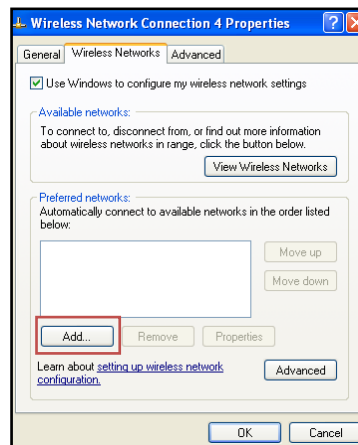 Wireless Network Connection 4 Properties
General Wireless Networks Advanced
Use Windows to configure my wireless network settings
Available networks:
To connect to, disconnect from, or find out more information
about wireless networks in range, click the button below.
View Wireless Networks
Preferred networks:
Automatically connect to available networks in the order listed
below:
Move up
Move down
Add... Remove Properties
Learn about setting up wireless network
configuration.
Advanced
OK Cancel